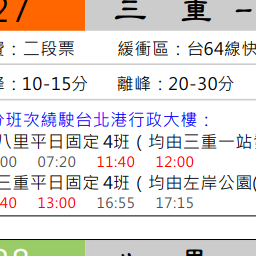 27 三 重 -
費：二段票 緩衝區：台64線快
峰：10-15分 離峰：20-30分
分班次繞駛台北港行政大樓：
八里平日固定4班（均由三重一站
:00 07:20 11:40 12:00
三重平日固定4班（均由左岸公園(
:40 13:00 16:55 17:15